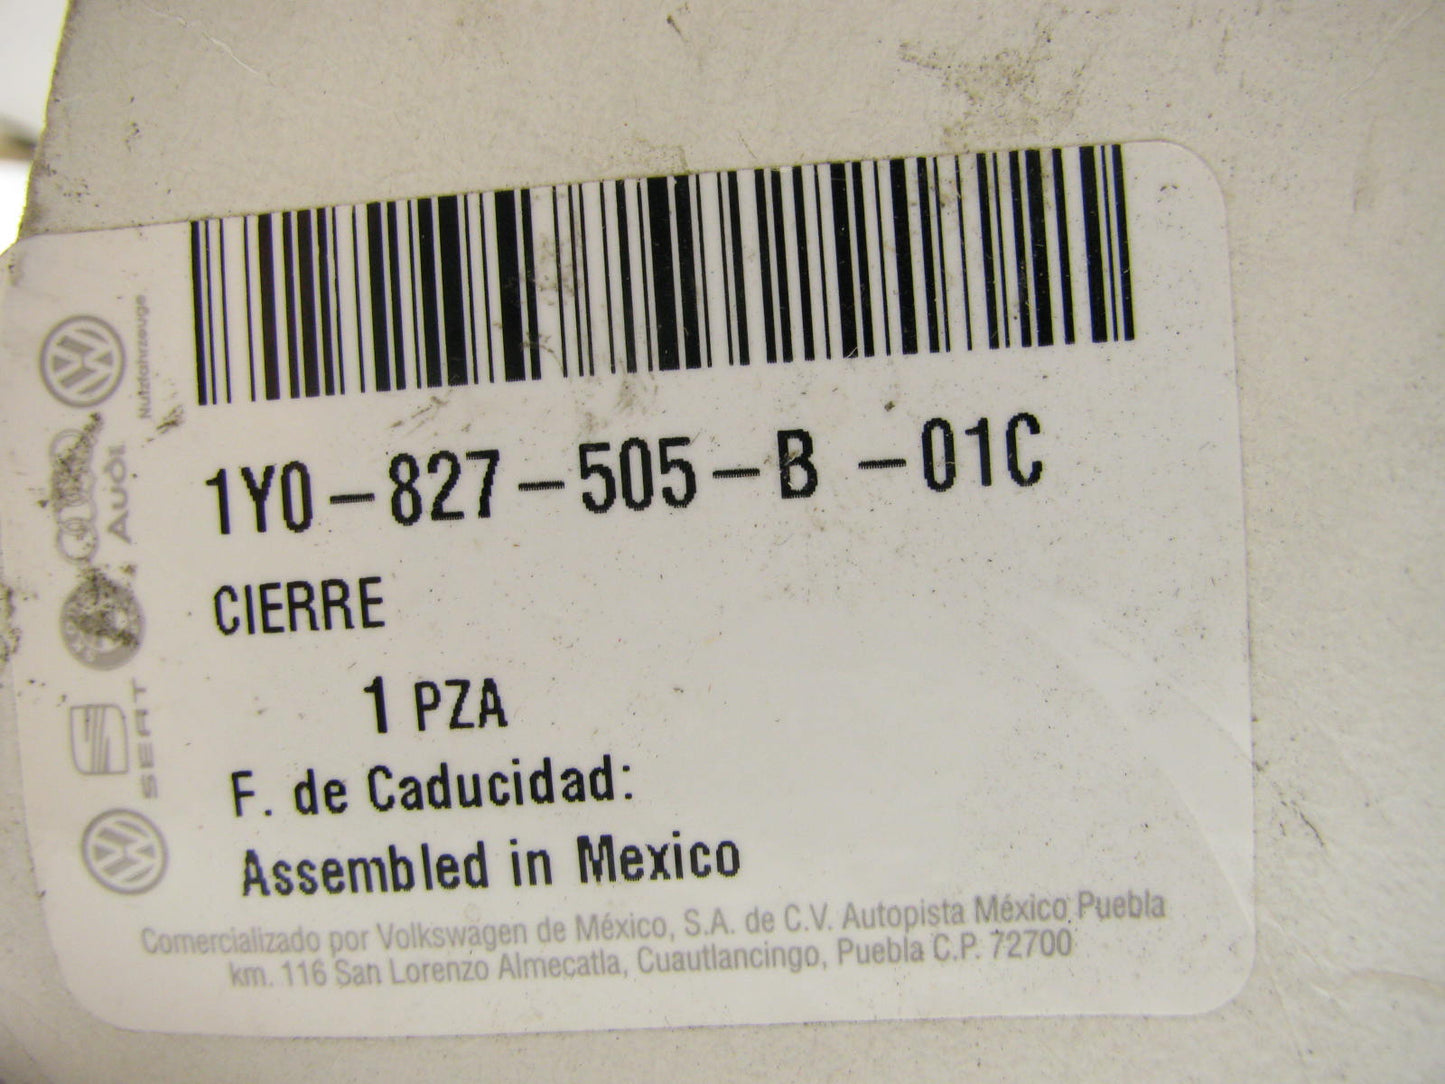 1Y0-827-505-B -01C
CIERRE
1 PZA
F. de Caducidad:
Assembled in Mexico
Comercializado por Volkswagen de México, S.A. de C.V. Autopista México Puebla
km. 116 San Lorenzo Almecatla, Cuautlancingo, Puebla C.P. 72700
Nutzfahrzeuge
Audi
SEAT